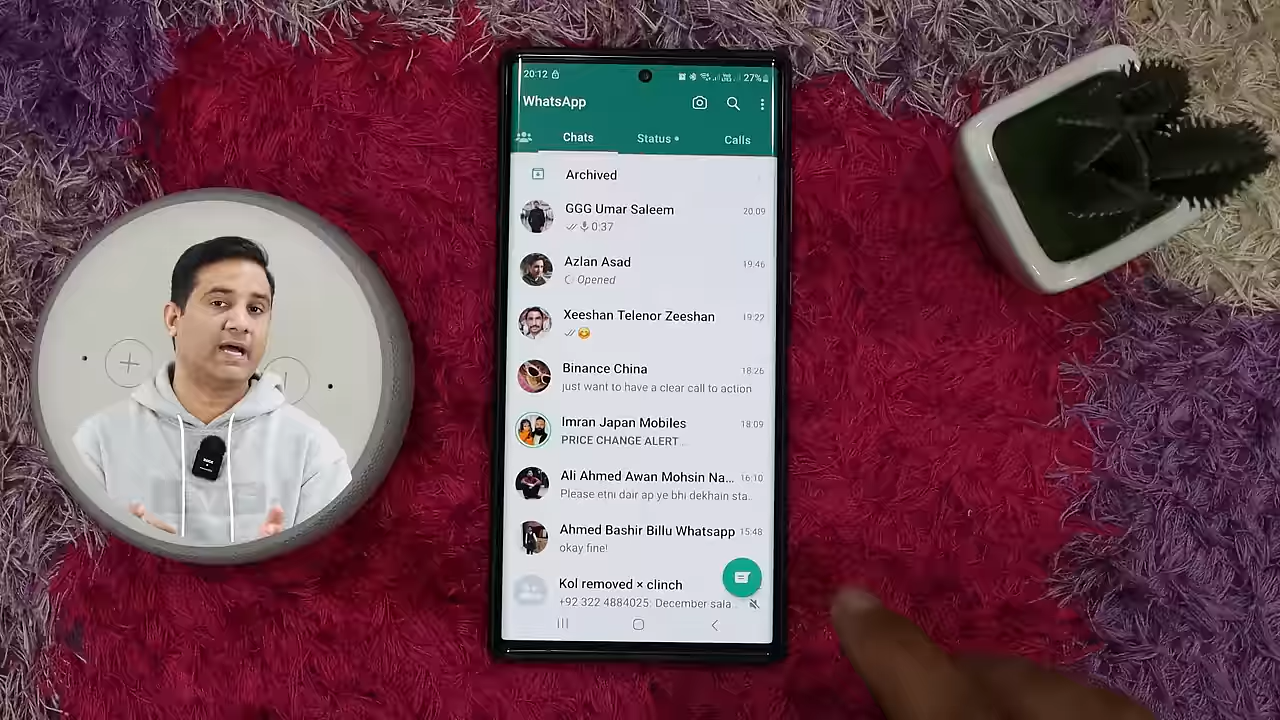 20:12
27%
WhatsApp
Chats
Status
Calls
Archived
GGG Umar Saleem
20.09
0:37
Azlan Asad
19:46
Opened
Xeeshan Telenor Zeeshan
19:22
Binance China
18:26
just want to have a clear call to action
Imran Japan Mobiles
18:09
PRICE CHANGE ALERT...
Ali Ahmed Awan Mohsin Na...
16:10
Please etni dair ap ye bhi dekhain sta..
Ahmed Bashir Billu Whatsapp
15:48
okay fine!
Kol removed × clinch
+92 322 4884025: December sala...